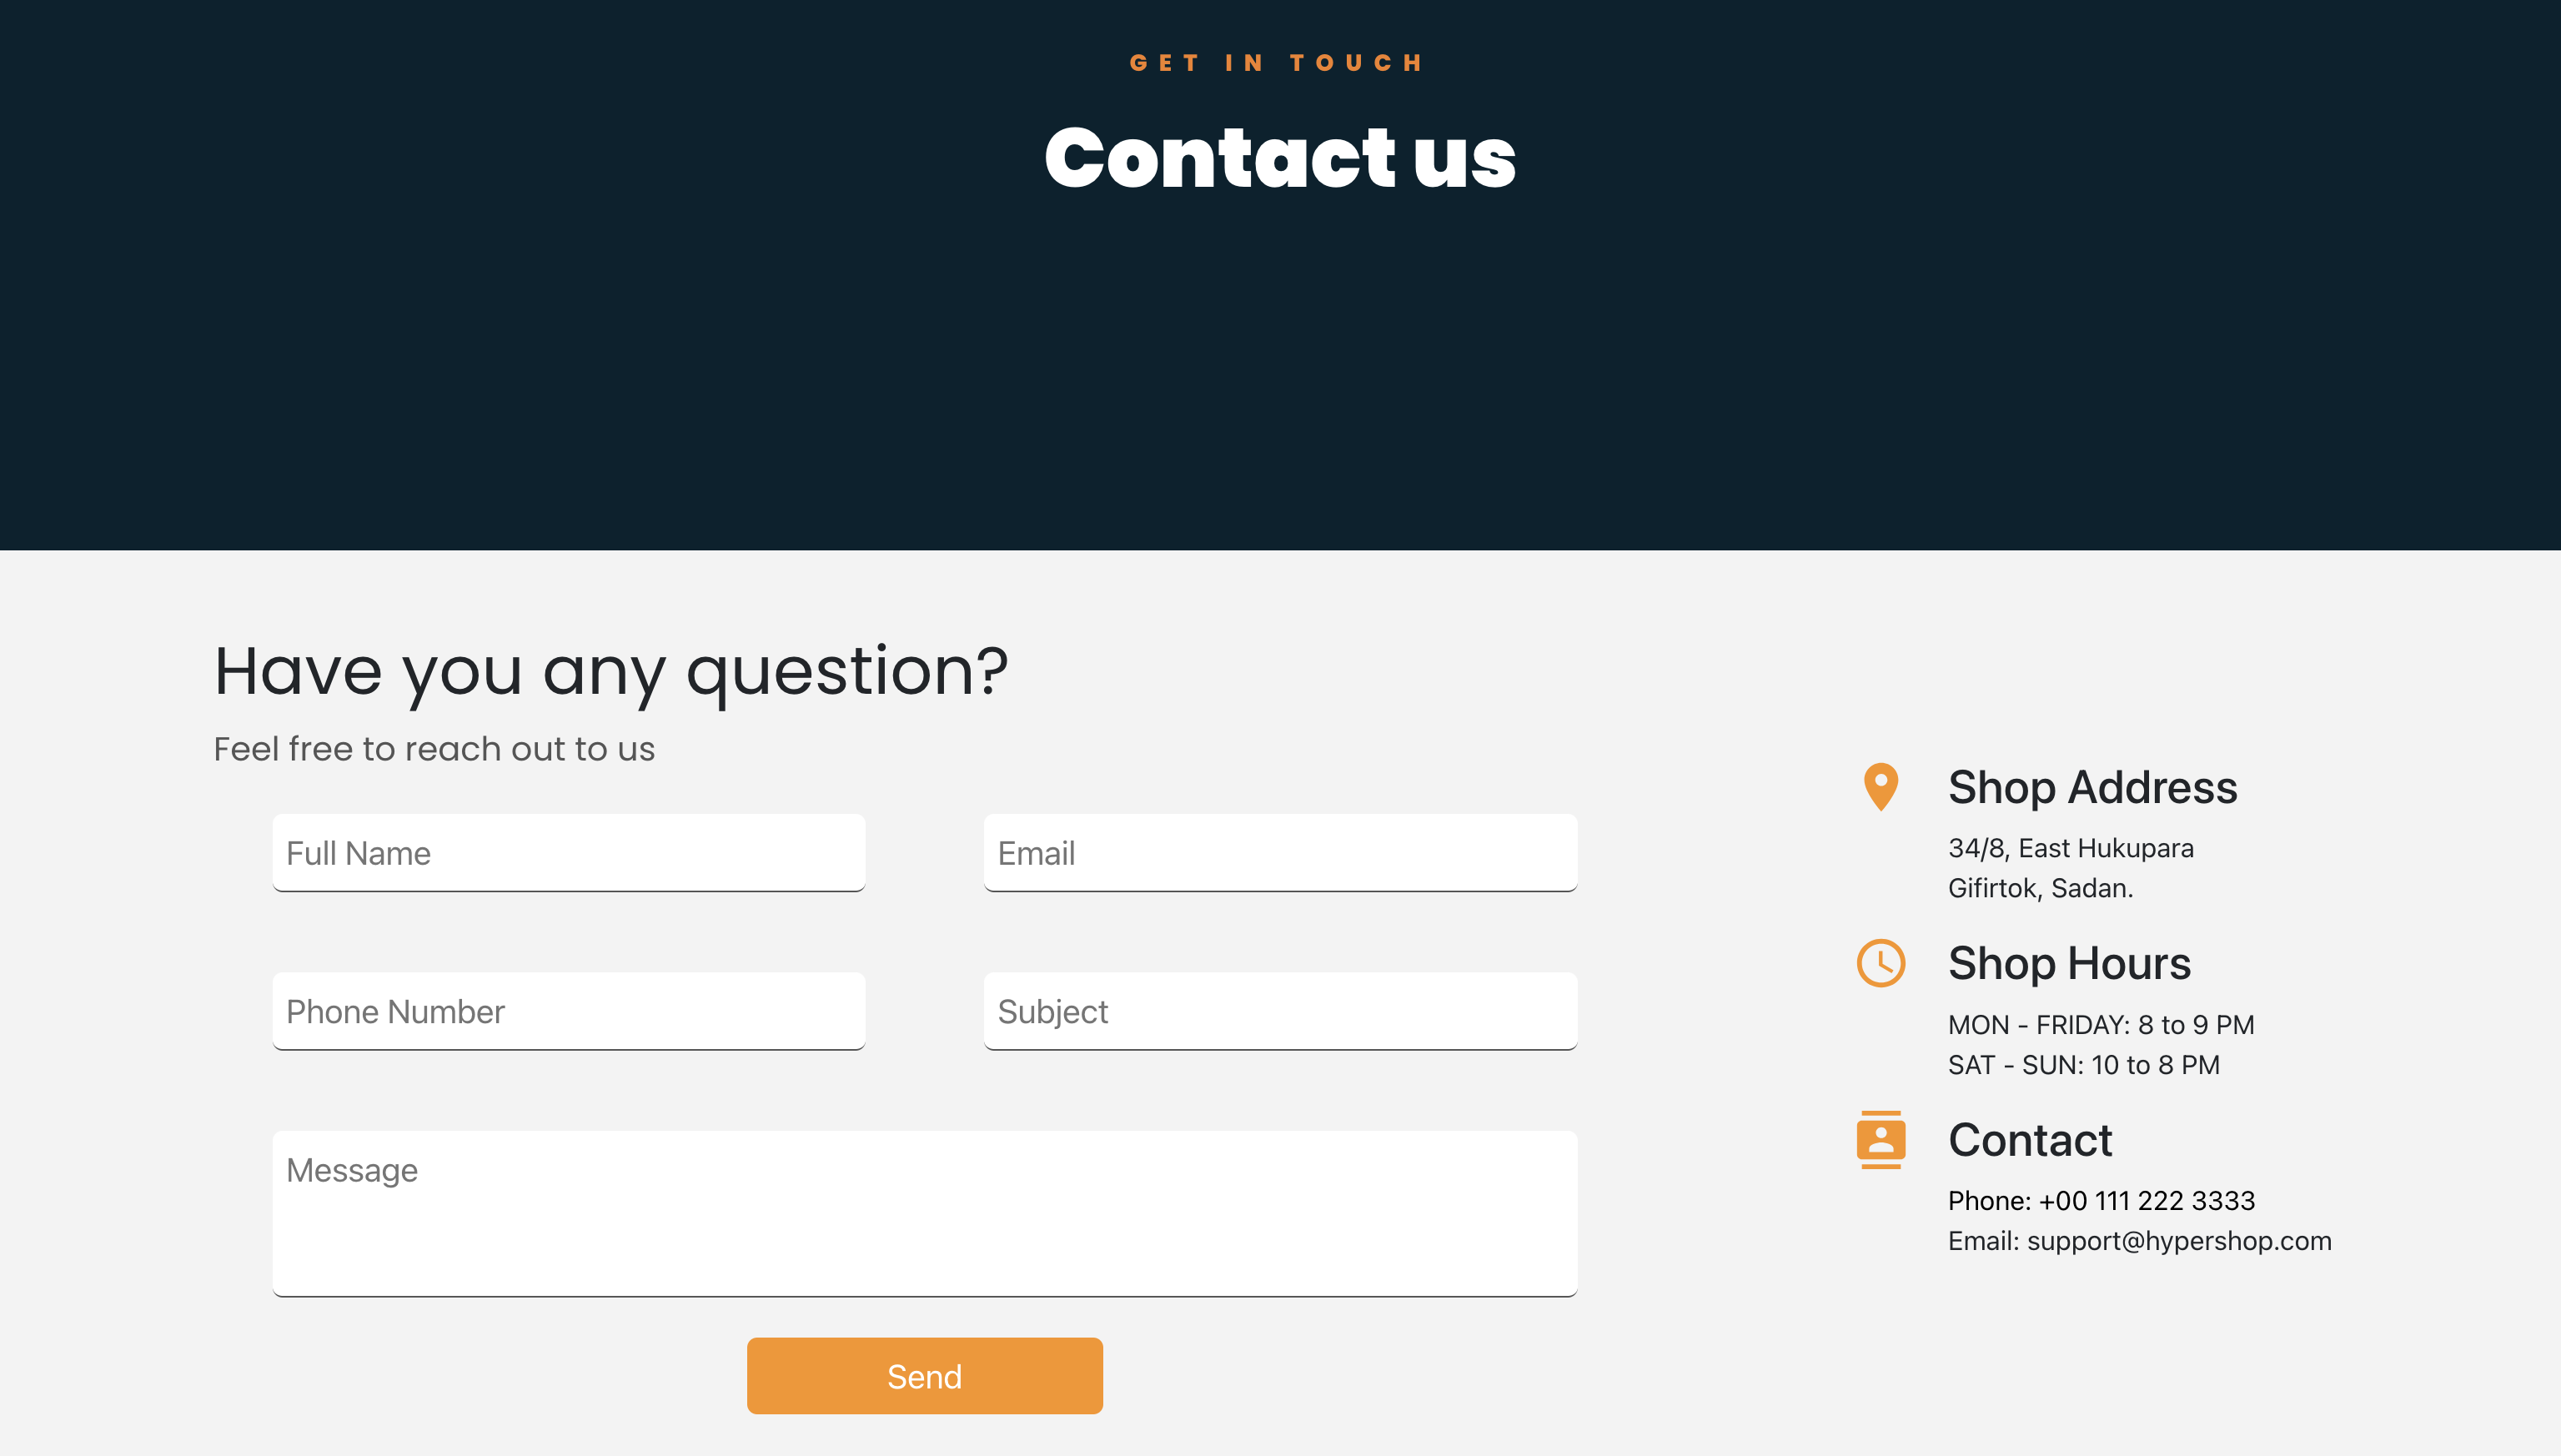 GET IN TOUCH
Contact us
Have you any question?
Feel free to reach out to us
Full Name
Email
Phone Number
Subject
Message
Send
Shop Address
34/8, East Hukupara
Gifirtok, Sadan.
Shop Hours
MON - FRIDAY: 8 to 9 PM
SAT - SUN: 10 to 8 PM
Contact
Phone: +00 111 222 3333
Email: support@hypershop.com